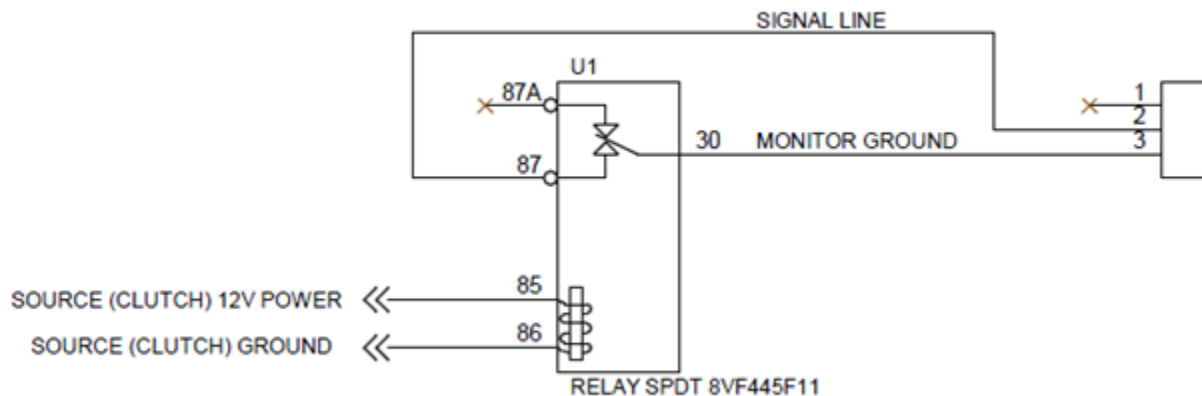 SIGNAL LINE
U1
87A
1
2
30 MONITOR GROUND 3
87
SOURCE (CLUTCH) 12V POWER 85
SOURCE (CLUTCH) GROUND 86
RELAY SPDT 8VF445F11